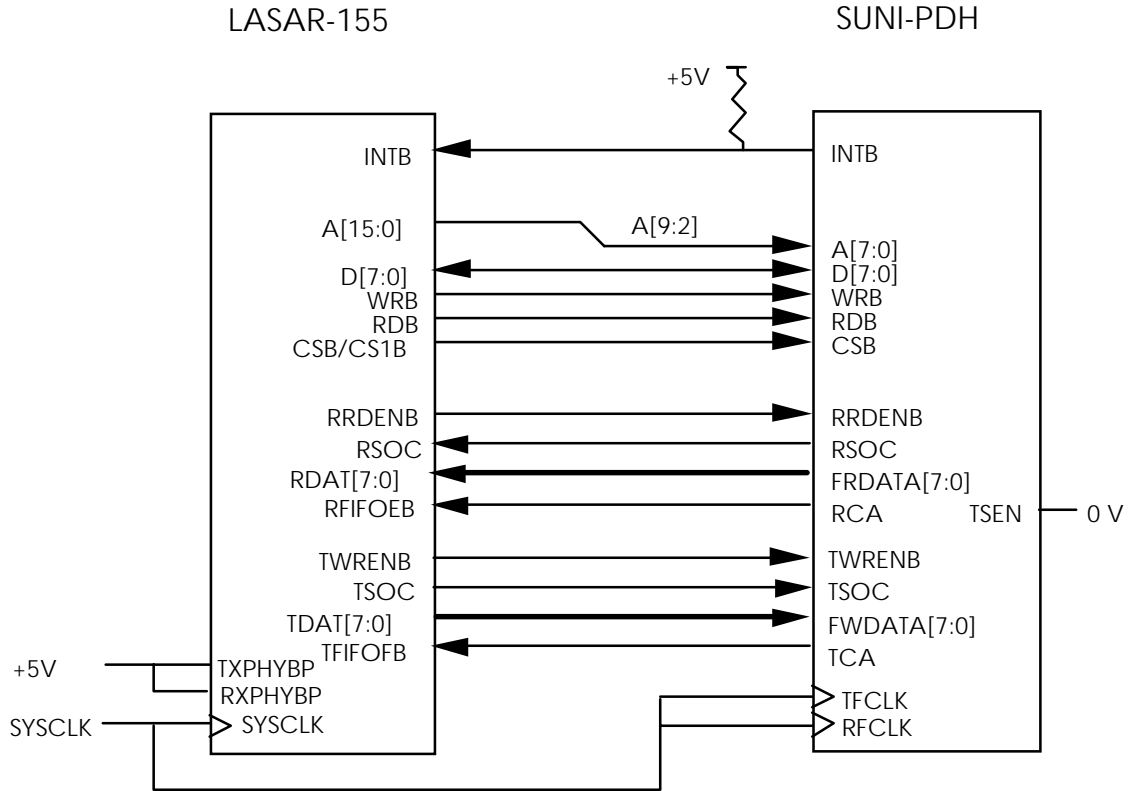 LASAR-155
SUNI-PDH
+5V
INTB
INTB
A[15:0]
A[9:2]
A[7:0]
D[7:0]
D[7:0]
WRB
WRB
RDB
RDB
CSB/CS1B
CSB
RRDENB
RRDENB
RSOC
RSOC
RDAT[7:0]
FRDATA[7:0]
RFIFOEB
RCA
TSEN
0 V
TWRENB
TWRENB
TSOC
TSOC
TDAT[7:0]
FWDATA[7:0]
TFIFOFB
TCA
+5V
TXPHYBP
RXPHYBP
TFCLK
SYSCLK
SYSCLK
RFCLK